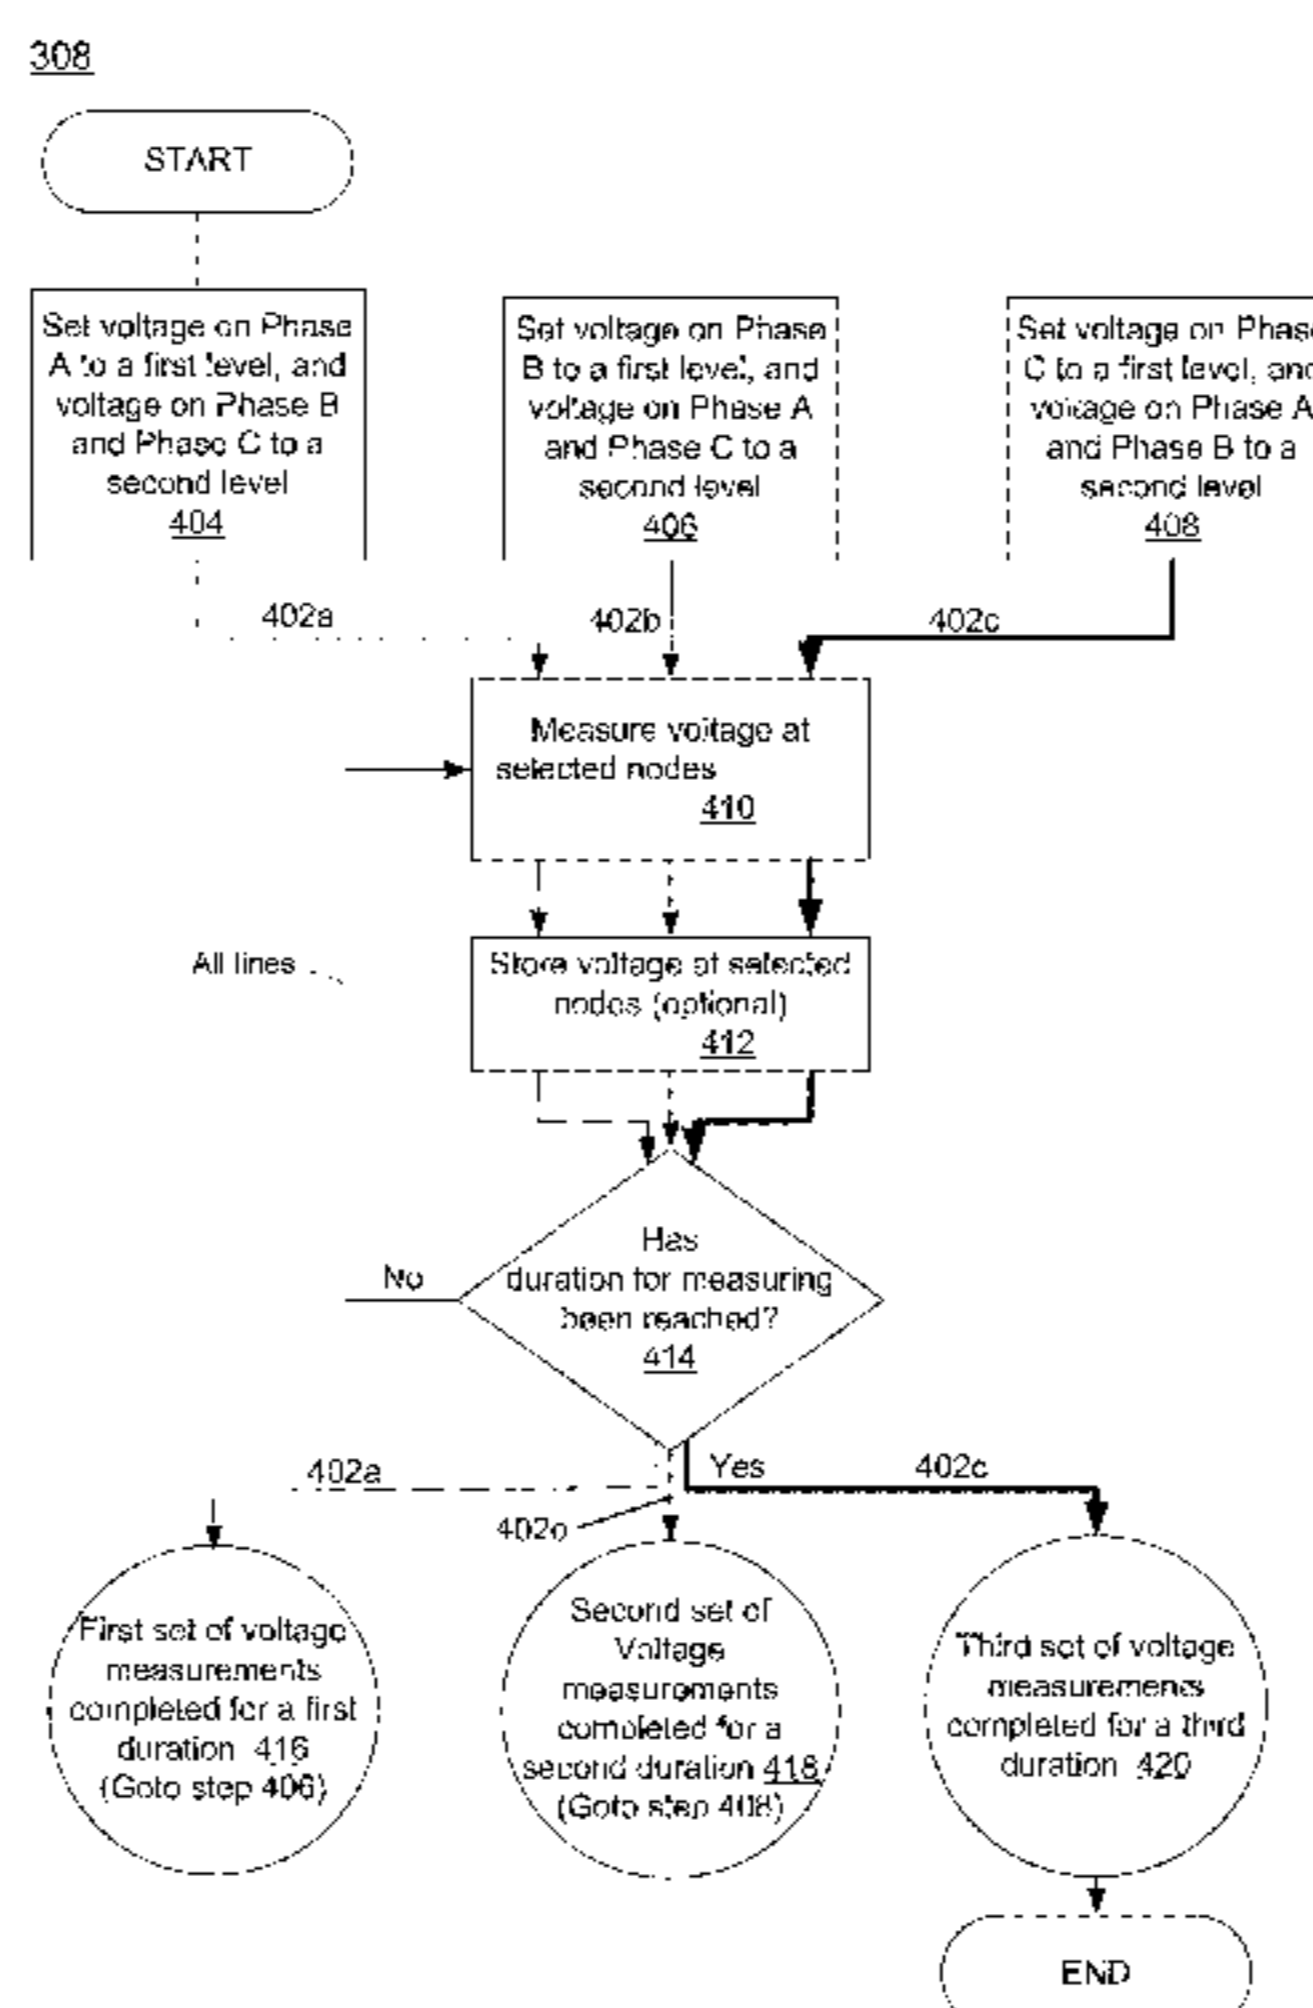 308
START
Set voltage on Phase
A to a first level, and
voltage on Phase B
and Phase C to a
second level
404
Set voltage on Phase
B to a first level, and
voltage on Phase A
and Phase C to a
second level
406
Set voltage on Phase
C to a first level, and
voltage on Phase A
and Phase B to a
second level
408
402a
402b
402c
Measure voltage at
selected nodes
410
All lines
Store voltage at selected
nodes (optional)
412
No
Has
duration for measuring
been reached?
414
402a
Yes
402c
402b
First set of voltage
measurements
completed for a first
duration 416
(Goto step 406)
Second set of
Voltage
measurements
completed for a
second duration 418
(Goto step 408)
Third set of voltage
measurements
completed for a third
duration 420
END